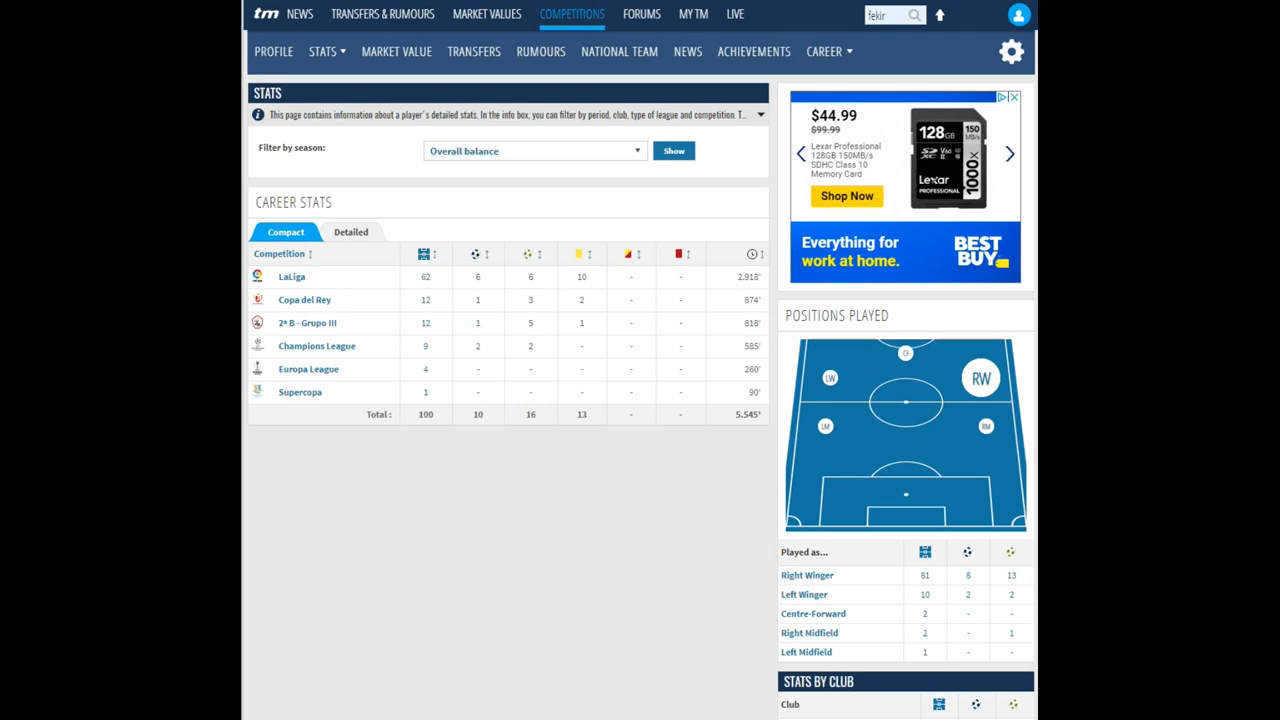 tm NEWS TRANSFERS & RUMOURS MARKET VALUES COMPETITIONS FORUMS MY TM LIVE fekir
PROFILE STATS MARKET VALUE TRANSFERS RUMOURS NATIONAL TEAM NEWS ACHIEVEMENTS CAREER
STATS
This page contains information about a player's detailed stats. In the info box, you can filter by period, club, type of league and competition. T...
Filter by season: Overall balance Show
CAREER STATS
Compact Detailed
Competition
LaLiga 62 6 6 10 - - 2.918'
Copa del Rey 12 1 3 2 - - 874'
2ª B - Grupo III 12 1 5 1 - - 818'
Champions League 9 2 2 - - - 585'
Europa League 4 - - - - - 260'
Supercopa 1 - - - - - 90'
Total : 100 10 16 13 - - 5.545'
$44.99
$99.99
Lexar Professional
128GB 150MB/s
SDHC Class 10
Memory Card
Shop Now
128GB 150 MB/s
V60
Lexar
PROFESSIONAL
1000x
Everything for
work at home.
BEST
BUY
POSITIONS PLAYED
CF
LW RW
LM RM
Played as...
Right Winger 81 8 13
Left Winger 10 2 2
Centre-Forward 2 - -
Right Midfield 2 - 1
Left Midfield 1 - -
STATS BY CLUB
Club